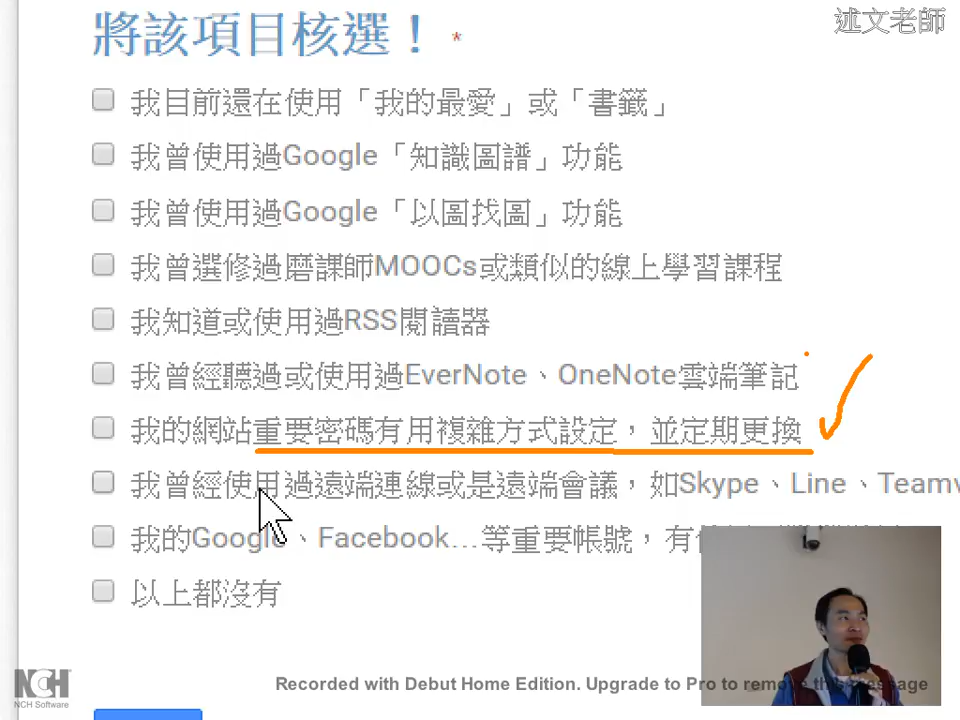 述文老師
將該項目核選！ *
我目前還在使用「我的最愛」或「書籤」
我曾使用過Google「知識圖譜」功能
我曾使用過Google「以圖找圖」功能
我曾選修過磨課師MOOCs或類似的線上學習課程
我知道或使用過RSS閱讀器
我曾經聽過或使用過EverNote、OneNote雲端筆記
我的網站重要密碼有用複雜方式設定，並定期更換
我曾經使用過遠端連線或是遠端會議，如Skype、Line、Teamv
我的Google、Facebook...等重要帳號，有
以上都沒有
NCH
NCH Software
Recorded with Debut Home Edition. Upgrade to Pro to remove this message